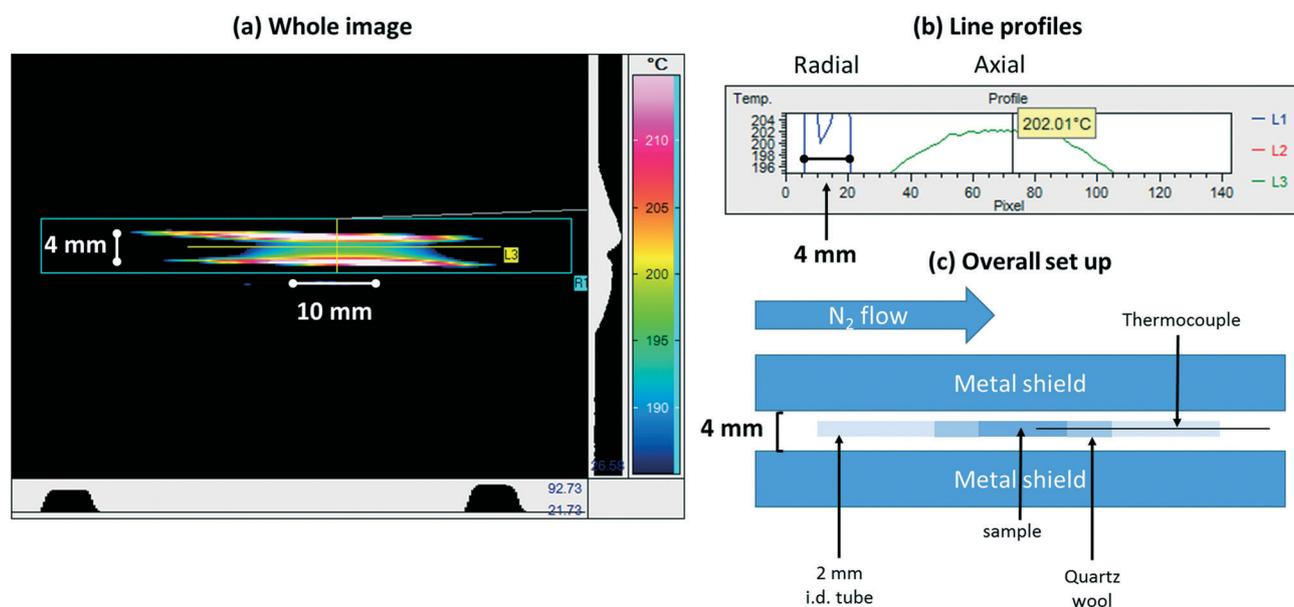 (a) Whole image
°C
210
205
200
195
190
4 mm
10 mm
L3
R1
26.58
92.73
21.73
(b) Line profiles
Radial
Axial
Temp.
Profile
204
202
200
198
196
202.01°C
L1
L2
L3
0
20
40
60
80
100
120
140
Pixel
4 mm
(c) Overall set up
N2 flow
Thermocouple
Metal shield
4 mm
Metal shield
sample
2 mm
i.d. tube
Quartz
wool